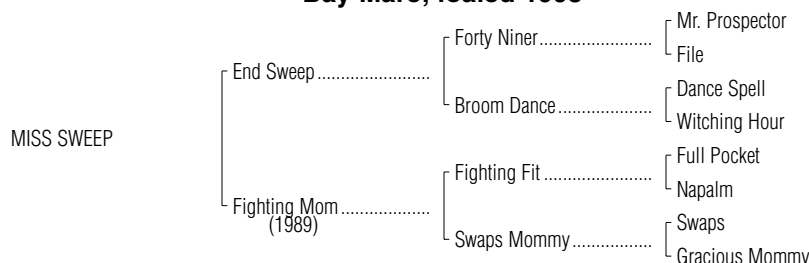 Bay Mare; foaled
Mr. Prospector
Forty Niner
File
End Sweep
Dance Spell
Broom Dance
Witching Hour
MISS SWEEP
Full Pocket
Fighting Fit
Napalm
Fighting Mom
(1989)
Swaps
Swaps Mommy
Gracious Mommy